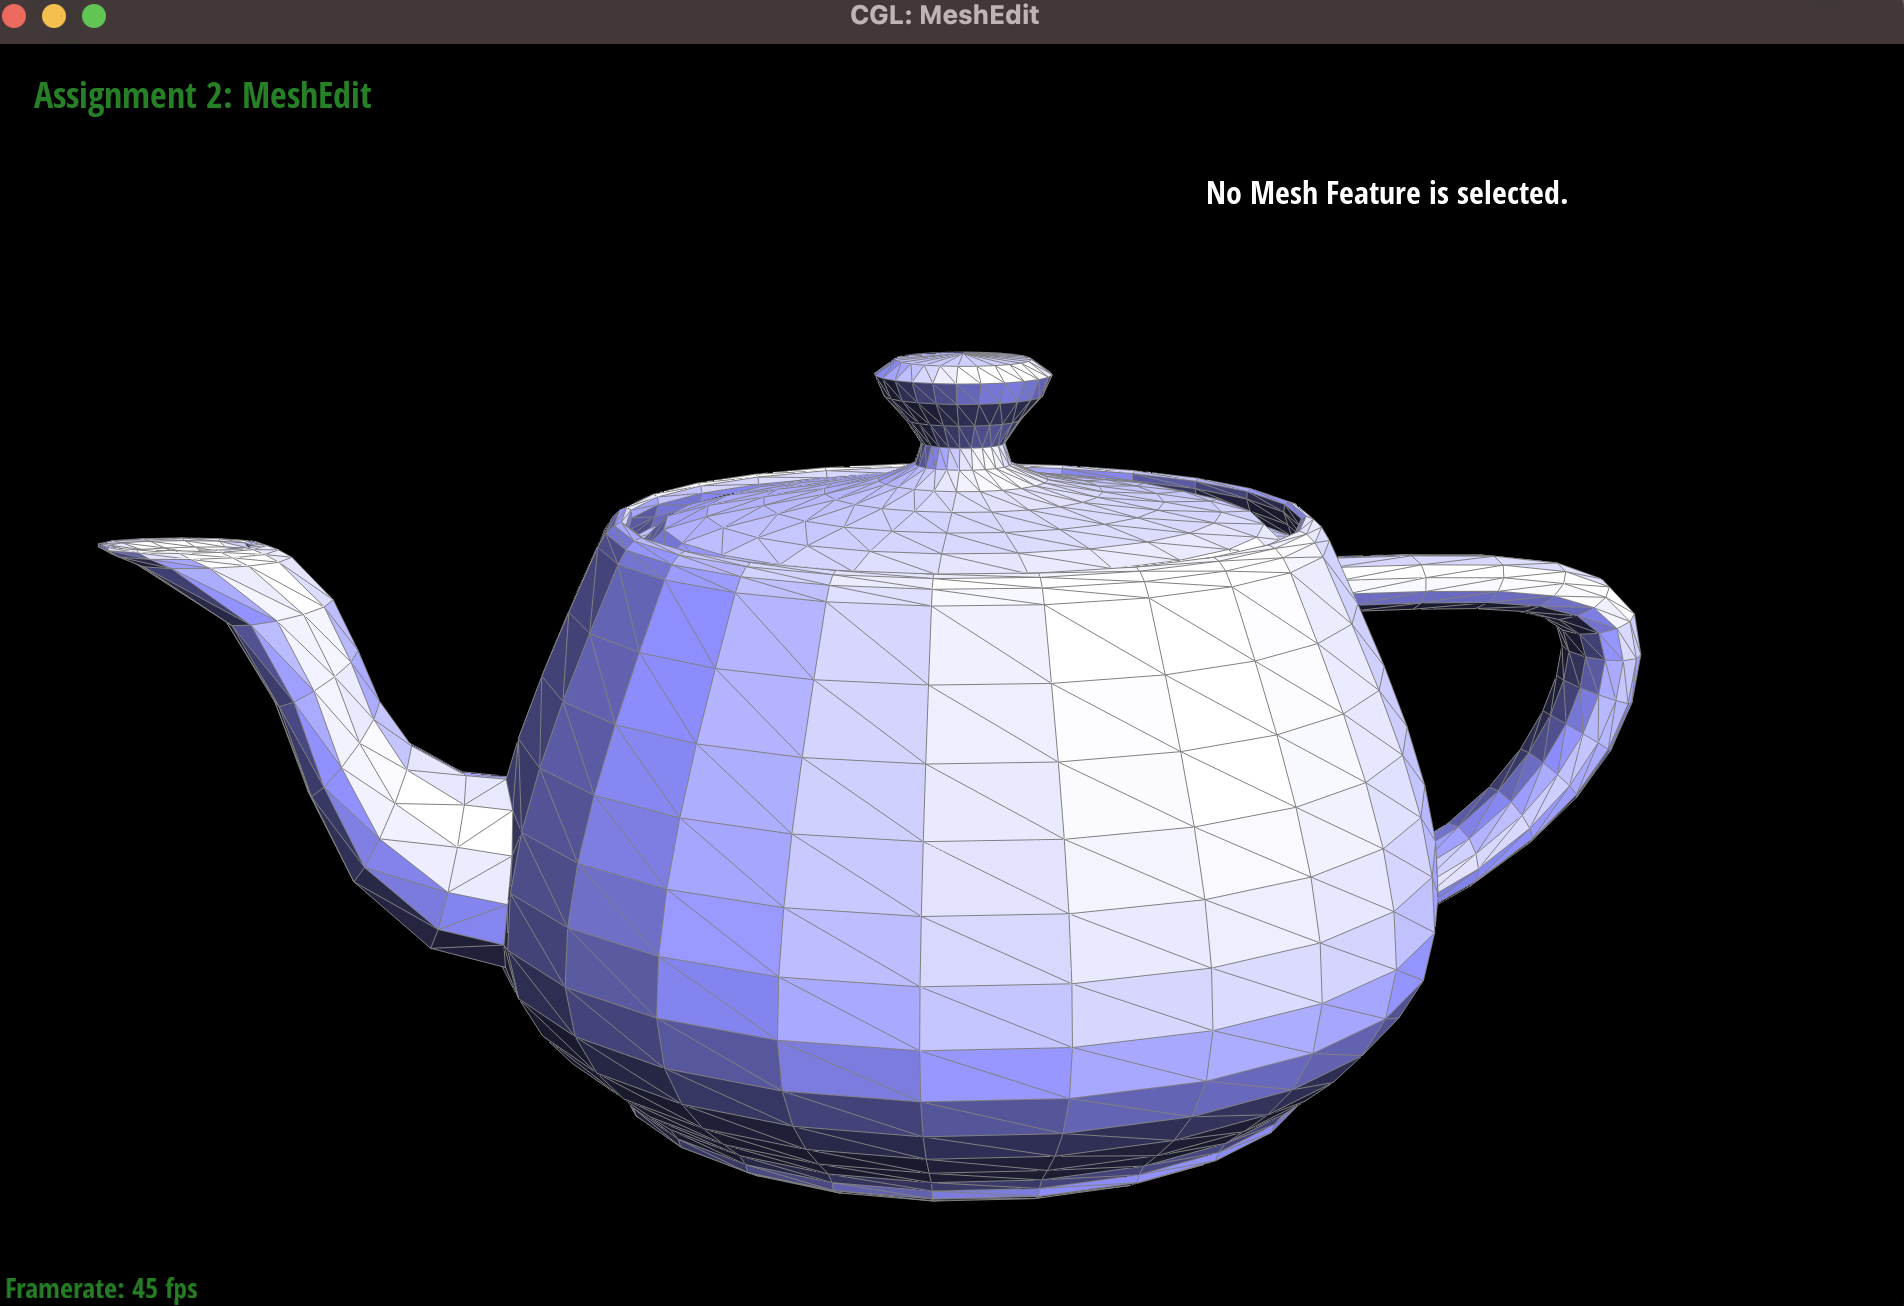 CGL: MeshEdit
Assignment 2: MeshEdit
No Mesh Feature is selected.
Framerate: 45 fps